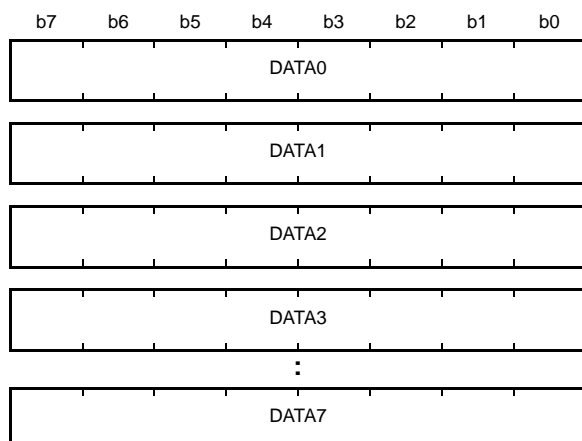 b7 b6 b5 b4 b3 b2 b1 b0
DATA0
DATA1
DATA2
DATA3
:
DATA7